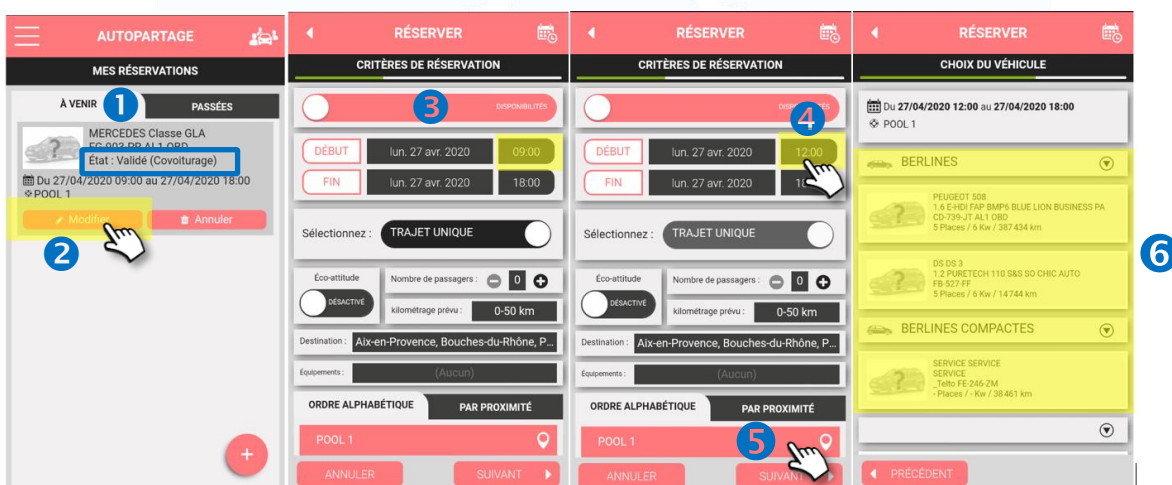 AUTOPARTAGE
MES RÉSERVATIONS
À VENIR
1
PASSÉES
MERCEDES Classe GLA
État : Validé (Covoiturage)
Du 27/04/2020 09:00 au 27/04/2020 18:00
POOL 1
Modifier
Annuler
2
+
RÉSERVER
CRITÈRES DE RÉSERVATION
3
DISPONIBILITÉS
DÉBUT
lun. 27 avr. 2020
09:00
FIN
lun. 27 avr. 2020
18:00
Sélectionnez :
TRAJET UNIQUE
Éco-attitude
DÉSACTIVÉ
Nombre de passagers :
0
kilométrage prévu :
0-50 km
Destination :
Aix-en-Provence, Bouches-du-Rhône, P...
Équipements :
(Aucun)
ORDRE ALPHABÉTIQUE
PAR PROXIMITÉ
POOL 1
ANNULER
SUIVANT
RÉSERVER
CRITÈRES DE RÉSERVATION
4
DÉBUT
lun. 27 avr. 2020
12:00
FIN
lun. 27 avr. 2020
Sélectionnez :
TRAJET UNIQUE
Éco-attitude
DÉSACTIVÉ
Nombre de passagers :
0
kilométrage prévu :
0-50 km
Destination :
Aix-en-Provence, Bouches-du-Rhône, P...
Équipements :
(Aucun)
ORDRE ALPHABÉTIQUE
PAR PROXIMITÉ
POOL 1
5
ANNULER
SUIVANT
RÉSERVER
CHOIX DU VÉHICULE
Du 27/04/2020 12:00 au 27/04/2020 18:00
POOL 1
BERLINES
PEUGEOT 508
1.6 E-HDI FAP BMP6 BLUE LION BUSINESS PA
CD-739-JT AL1 OBD
5 Places / 6 Kw / 387 434 km
DS DS 3
1.2 PURETECH 110 S&S SO CHIC AUTO
FB-527-FF
5 Places / 6 Kw / 14 744 km
BERLINES COMPACTES
SERVICE SERVICE
SERVICE
_Telto FE-246-ZM
- Places / - Kw / 38 461 km
PRÉCÉDENT
6